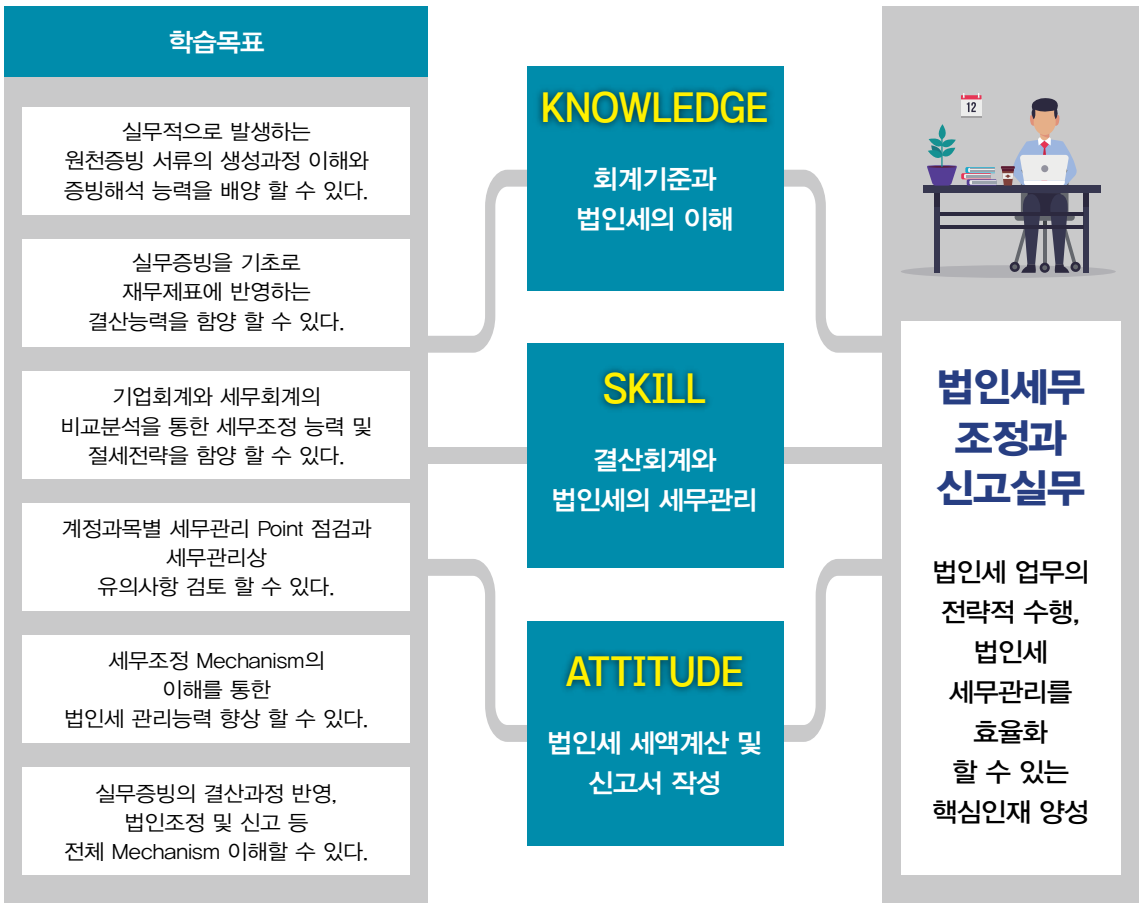 학습목표
실무적으로 발생하는
원천증빙 서류의 생성과정 이해와
증빙해석 능력을 배양 할 수 있다.
실무증빙을 기초로
재무제표에 반영하는
결산능력을 함양 할 수 있다.
기업회계와 세무회계의
비교분석을 통한 세무조정 능력 및
절세전략을 함양 할 수 있다.
계정과목별 세무관리 Point 점검과
세무관리상
유의사항 검토 할 수 있다.
세무조정 Mechanism의
이해를 통한
법인세 관리능력 향상 할 수 있다.
실무증빙의 결산과정 반영,
법인조정 및 신고 등
전체 Mechanism 이해할 수 있다.
KNOWLEDGE
회계기준과
법인세의 이해
SKILL
결산회계와
법인세의 세무관리
ATTITUDE
법인세 세액계산 및
신고서 작성
12
법인세무
조정과
신고실무
법인세 업무의
전략적 수행,
법인세
세무관리를
효율화
할 수 있는
핵심인재 양성